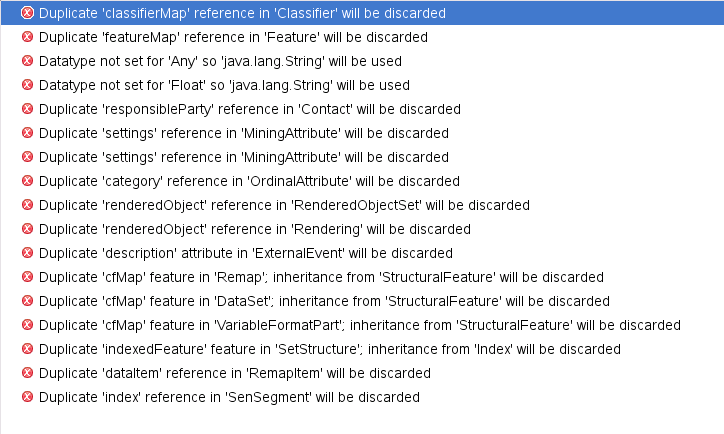 Duplicate 'classifierMap' reference in 'Classifier' will be discarded
Duplicate 'featureMap' reference in 'Feature' will be discarded
Datatype not set for 'Any' so 'java.lang.String' will be used
Datatype not set for 'Float' so 'java.lang.String' will be used
Duplicate 'responsibleParty' reference in 'Contact' will be discarded
Duplicate 'settings' reference in 'MiningAttribute' will be discarded
Duplicate 'settings' reference in 'MiningAttribute' will be discarded
Duplicate 'category' reference in 'OrdinalAttribute' will be discarded
Duplicate 'renderedObject' reference in 'RenderedObjectSet' will be discarded
Duplicate 'renderedObject' reference in 'Rendering' will be discarded
Duplicate 'description' attribute in 'ExternalEvent' will be discarded
Duplicate 'cfMap' feature in 'Remap'; inheritance from 'StructuralFeature' will be discarded
Duplicate 'cfMap' feature in 'DataSet'; inheritance from 'StructuralFeature' will be discarded
Duplicate 'cfMap' feature in 'VariableFormatPart'; inheritance from 'StructuralFeature' will be discarded
Duplicate 'indexedFeature' feature in 'SetStructure'; inheritance from 'Index' will be discarded
Duplicate 'dataItem' reference in 'RemapItem' will be discarded
Duplicate 'index' reference in 'SenSegment' will be discarded